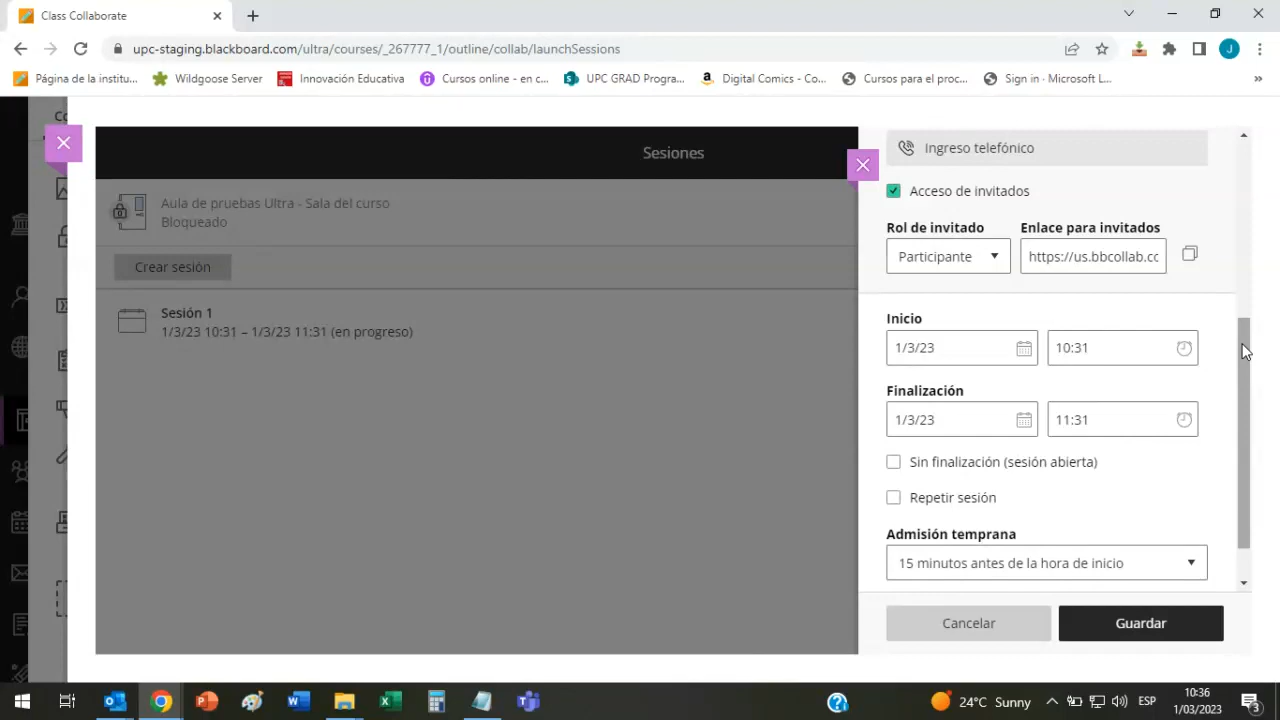 Class Collaborate
upc-staging.blackboard.com/ultra/courses/_267777_1/outline/collab/launchSessions
J
Página de la institu...
Wildgoose Server
Innovación Educativa
Cursos online - en c...
UPC GRAD Progra...
Digital Comics - Co...
Cursos para el proc...
Sign in - Microsoft L...
»
Co
Sesiones
Aula de pruebas Ultra - Sala del curso
Bloqueado
Crear sesión
Sesión 1
1/3/23 10:31 – 1/3/23 11:31 (en progreso)
Ingreso telefónico
Acceso de invitados
Rol de invitado
Enlace para invitados
Participante
https://us.bbcollab.cc
Inicio
1/3/23
10:31
Finalización
1/3/23
11:31
Sin finalización (sesión abierta)
Repetir sesión
Admisión temprana
15 minutos antes de la hora de inicio
Cancelar
Guardar
24°C Sunny
ESP
10:36
1/03/2023
3